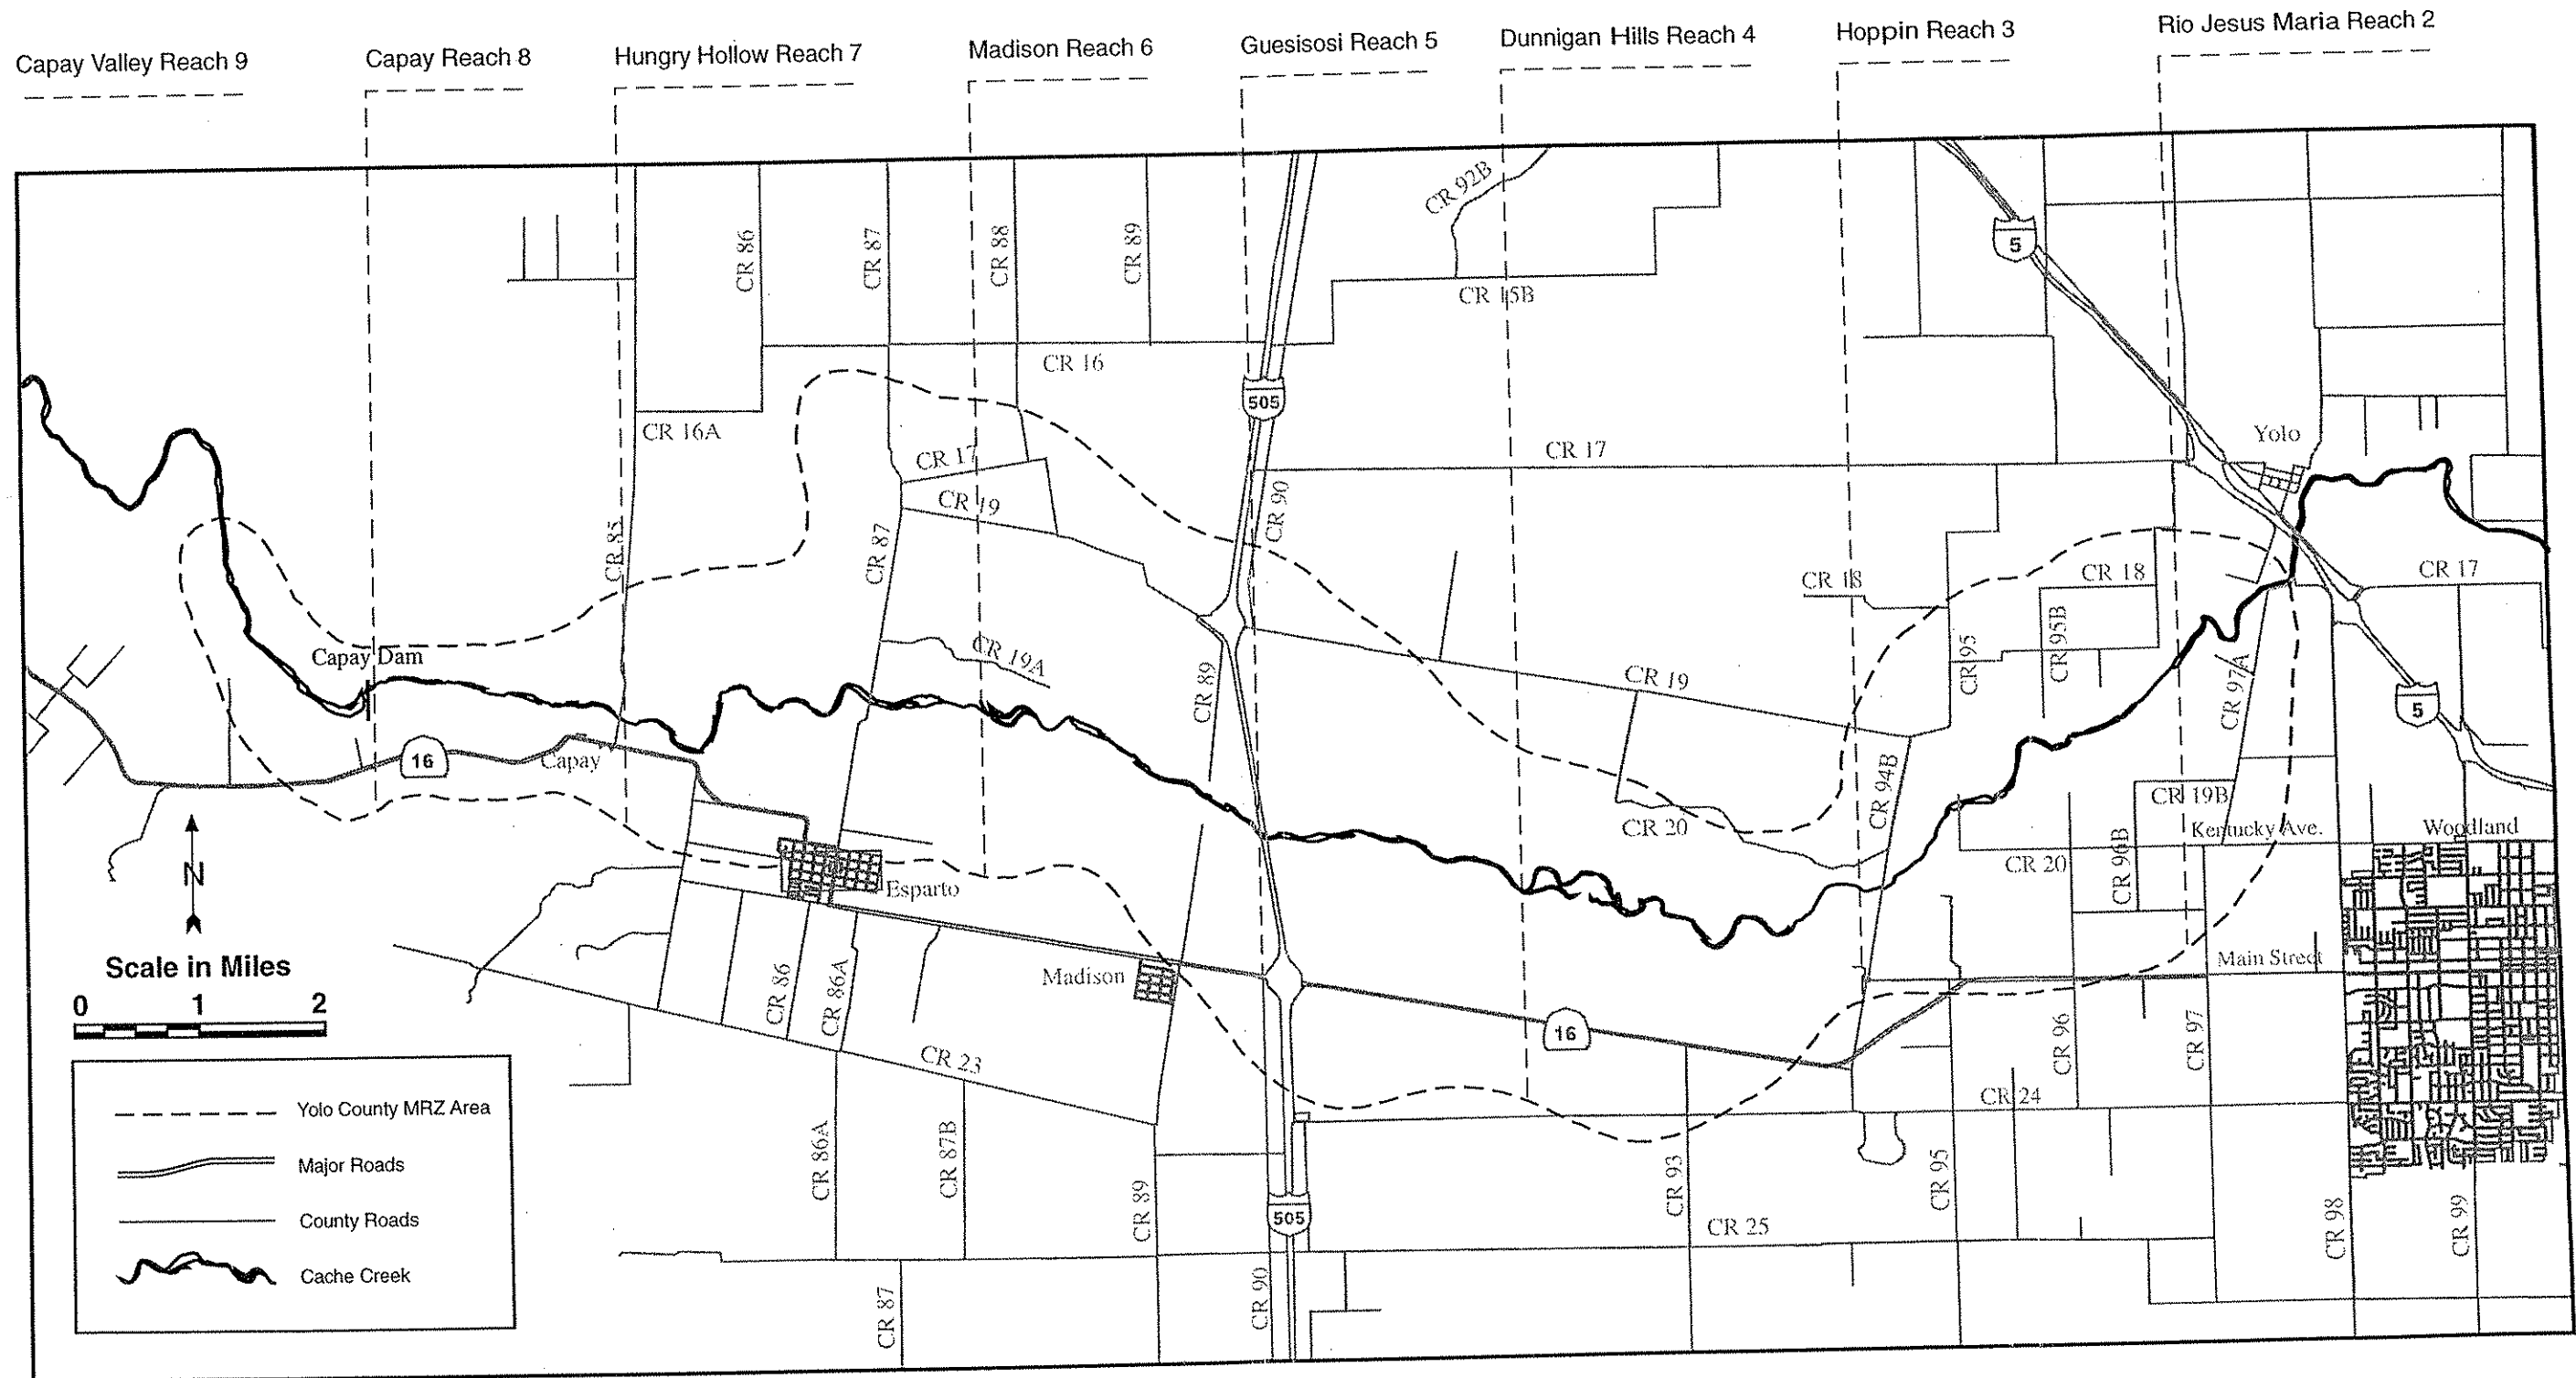 Capay Valley Reach 9
Capay Reach 8
Hungry Hollow Reach 7
Madison Reach 6
Guesisosi Reach 5
Dunnigan Hills Reach 4
Hoppin Reach 3
Rio Jesus Maria Reach 2
CR 92B
5
CR 86
CR 87
CR 88
CR 89
CR 15B
CR 16
505
CR 16A
CR 17
CR 17
Yolo
CR 19
CR 90
CR 85
CR 87
CR 18
CR 18
CR 17
CR 95B
Capay Dam
CR 19A
CR 89
CR 19
CR 95
CR 97A
5
16
Capay
CR 94B
CR 19B
CR 20
Kentucky Ave.
Woodland
CR 20
CR 96B
N
Esparto
Scale in Miles
0 1 2
Madison
Main Street
CR 86
CR 86A
16
CR 96
CR 97
CR 23
CR 24
Yolo County MRZ Area
Major Roads
County Roads
Cache Creek
CR 86A
CR 87B
CR 89
505
CR 93
CR 95
CR 25
CR 98
CR 99
CR 87
CR 90